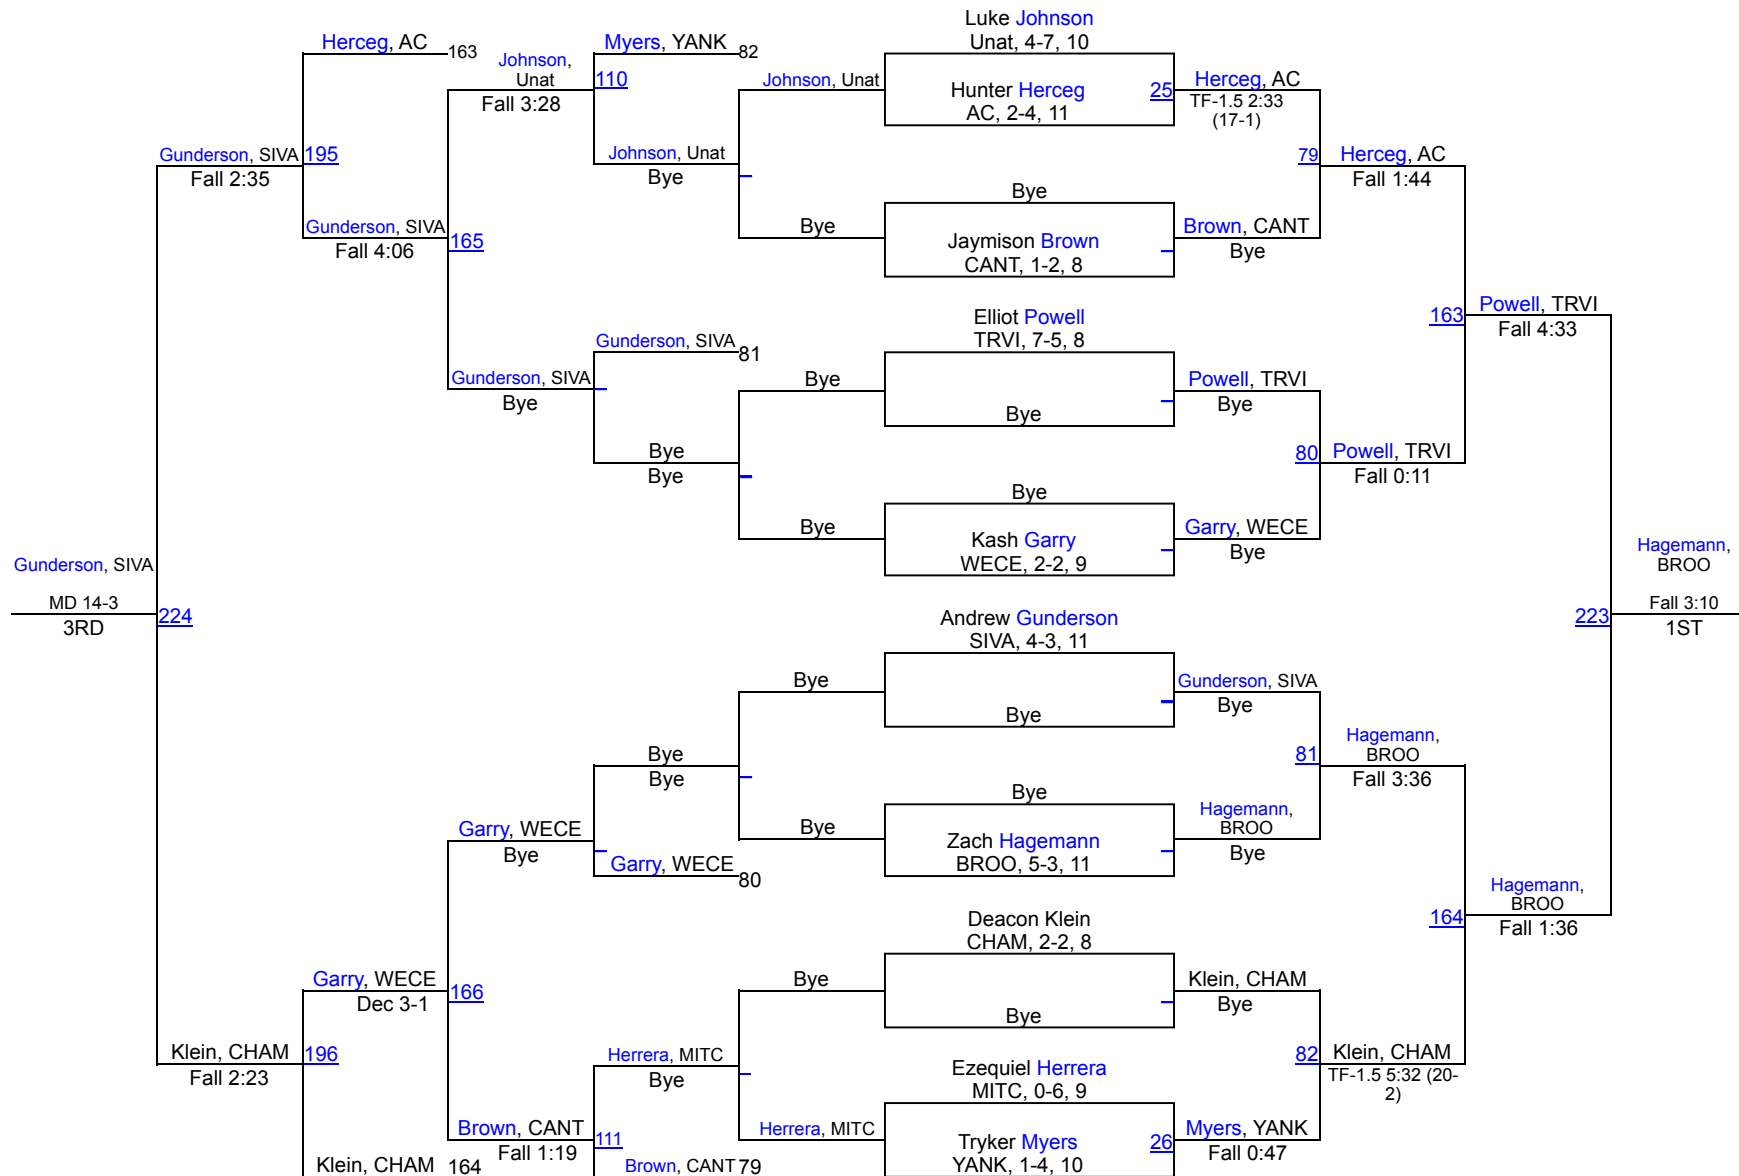 Luke Johnson
Unat, 4-7, 10
Herceg, AC
163
Johnson,
Unat
Fall 3:28
Myers, YANK
82
110
Johnson, Unat
Hunter Herceg
AC, 2-4, 11
25
Herceg, AC
TF-1.5 2:33
(17-1)
Gunderson, SIVA
Fall 2:35
195
Johnson, Unat
Bye
79
Herceg, AC
Fall 1:44
Bye
Gunderson, SIVA
Fall 4:06
165
Bye
Jaymison Brown
CANT, 1-2, 8
Brown, CANT
Bye
Elliot Powell
TRVI, 7-5, 8
163
Powell, TRVI
Fall 4:33
Gunderson, SIVA
81
Gunderson, SIVA
Bye
Bye
Bye
Powell, TRVI
Bye
Bye
Bye
80
Powell, TRVI
Fall 0:11
Bye
Bye
Kash Garry
WECE, 2-2, 9
Garry, WECE
Bye
Gunderson, SIVA
MD 14-3
3RD
224
Hagemann,
BROO
Fall 3:10
1ST
223
Andrew Gunderson
SIVA, 4-3, 11
Bye
Bye
Gunderson, SIVA
Bye
Bye
Bye
81
Hagemann,
BROO
Fall 3:36
Bye
Garry, WECE
Bye
Bye
Zach Hagemann
BROO, 5-3, 11
Hagemann,
BROO
Bye
Garry, WECE
80
164
Hagemann,
BROO
Fall 1:36
Deacon Klein
CHAM, 2-2, 8
Garry, WECE
Dec 3-1
166
Bye
Bye
Klein, CHAM
Bye
Klein, CHAM
Fall 2:23
196
Herrera, MITC
Bye
Ezequiel Herrera
MITC, 0-6, 9
82
Klein, CHAM
TF-1.5 5:32 (20-
2)
Brown, CANT
Fall 1:19
111
Herrera, MITC
Tryker Myers
YANK, 1-4, 10
26
Myers, YANK
Fall 0:47
Klein, CHAM
164
Brown, CANT
79